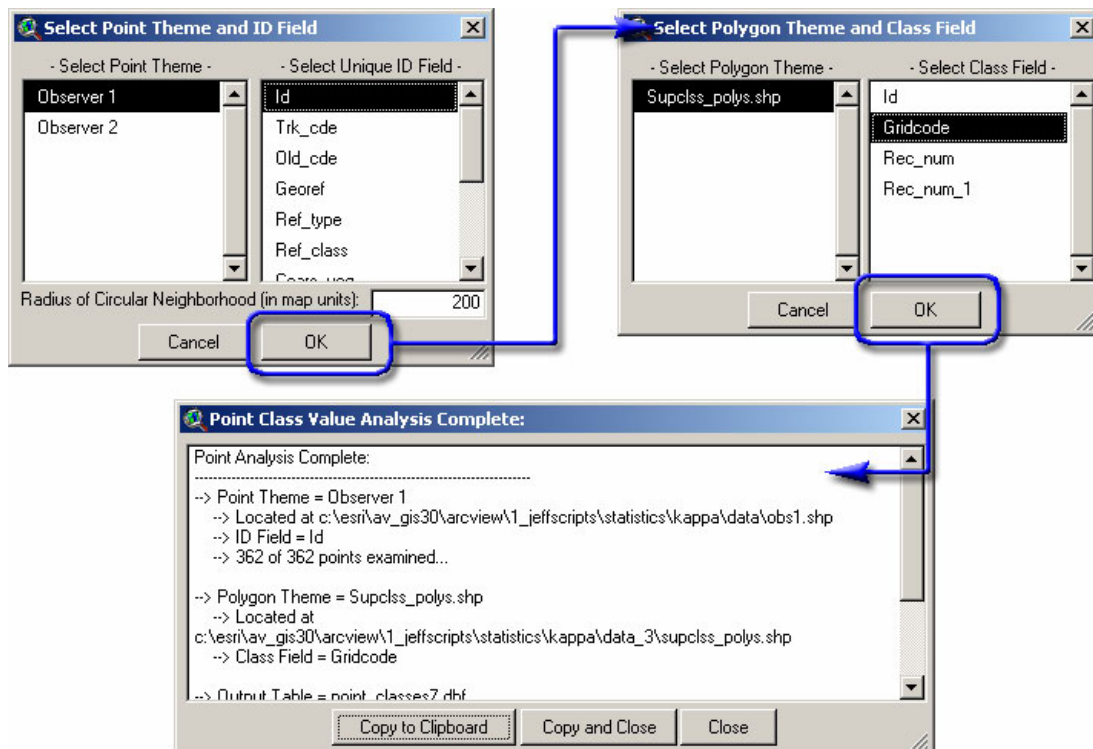 Select Point Theme and ID Field
- Select Point Theme -
- Select Unique ID Field -
Observer 1
Observer 2
Id
Trk_cde
Old_cde
Georef
Ref_type
Ref_class
Radius of Circular Neighborhood (in map units):
200
Cancel
OK
Select Polygon Theme and Class Field
- Select Polygon Theme -
- Select Class Field -
Supclss_polys.shp
Id
Gridcode
Rec_num
Rec_num_1
Cancel
OK
Point Class Value Analysis Complete:
Point Analysis Complete:
--> Point Theme = Observer 1
--> Located at c:\esri\av_gis30\arcview\1_jeffscripts\statistics\kappa\data\obs1.shp
--> ID Field = Id
--> 362 of 362 points examined...
--> Polygon Theme = Supclss_polys.shp
--> Located at
c:\esri\av_gis30\arcview\1_jeffscripts\statistics\kappa\data_3\supclss_polys.shp
--> Class Field = Gridcode
--> Output Table = point_classes7.dbf
Copy to Clipboard
Copy and Close
Close